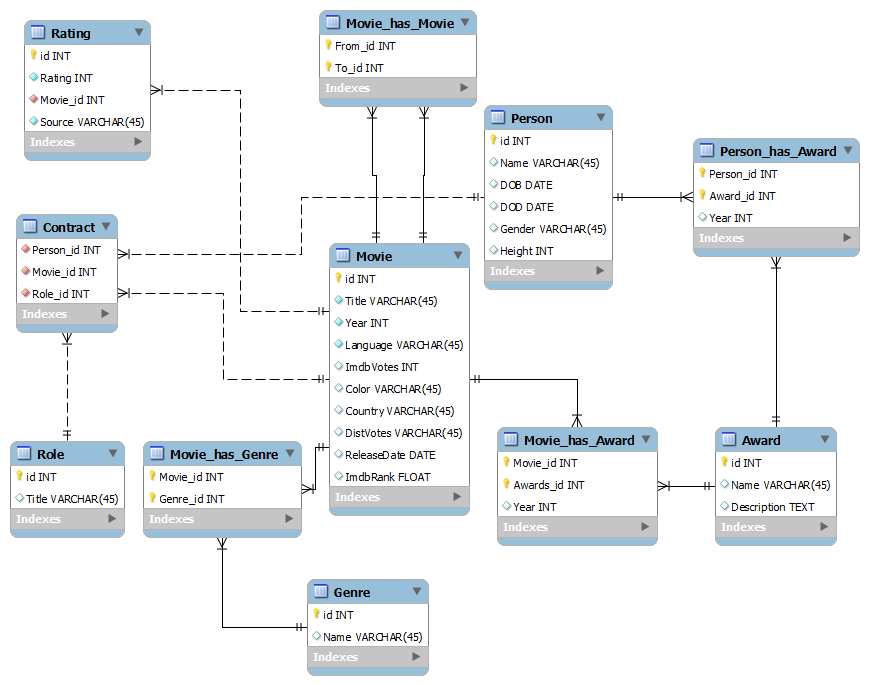 Rating
id INT
Rating INT
Movie_id INT
Source VARCHAR(45)
Indexes
Movie_has_Movie
From_id INT
To_id INT
Indexes
Person
id INT
Name VARCHAR(45)
DOB DATE
DOD DATE
Gender VARCHAR(45)
Height INT
Indexes
Person_has_Award
Person_id INT
Award_id INT
Year INT
Indexes
Contract
Person_id INT
Movie_id INT
Role_id INT
Indexes
Movie
id INT
Title VARCHAR(45)
Year INT
Language VARCHAR(45)
ImdbVotes INT
Color VARCHAR(45)
Country VARCHAR(45)
DistVotes VARCHAR(45)
ReleaseDate DATE
ImdbRank FLOAT
Indexes
Role
id INT
Title VARCHAR(45)
Indexes
Movie_has_Genre
Movie_id INT
Genre_id INT
Indexes
Movie_has_Award
Movie_id INT
Awards_id INT
Year INT
Indexes
Award
id INT
Name VARCHAR(45)
Description TEXT
Indexes
Genre
id INT
Name VARCHAR(45)
Indexes